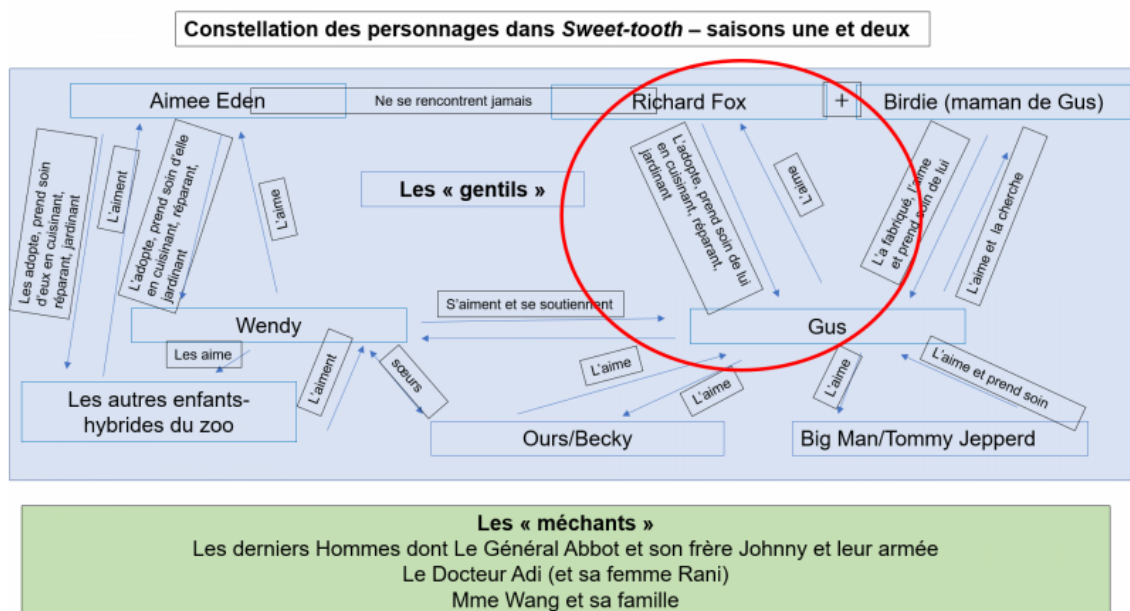 Constellation des personnages dans Sweet-tooth – saisons une et deux
Aimee Eden
Ne se rencontrent jamais
Richard Fox
+
Birdie (maman de Gus)
Les adopte, prend soin
d'eux en cuisinant,
réparant, jardinant
L'aiment
L'adopte, prend soin d'elle
en cuisinant, réparant,
jardinant
L'aime
Les « gentils »
L'adopte, prend soin de lui
en cuisinant, réparant,
jardinant
L'aime
L'a fabriqué, l'aime
et prend soin de lui
L'aime et la cherche
Wendy
S'aiment et se soutiennent
Gus
Les aime
L'aiment
sœurs
L'aime
L'aime
L'aime
L'aime et prend soin
Les autres enfants-
hybrides du zoo
Ours/Becky
Big Man/Tommy Jepperd
Les « méchants »
Les derniers Hommes dont Le Général Abbot et son frère Johnny et leur armée
Le Docteur Adi (et sa femme Rani)
Mme Wang et sa famille